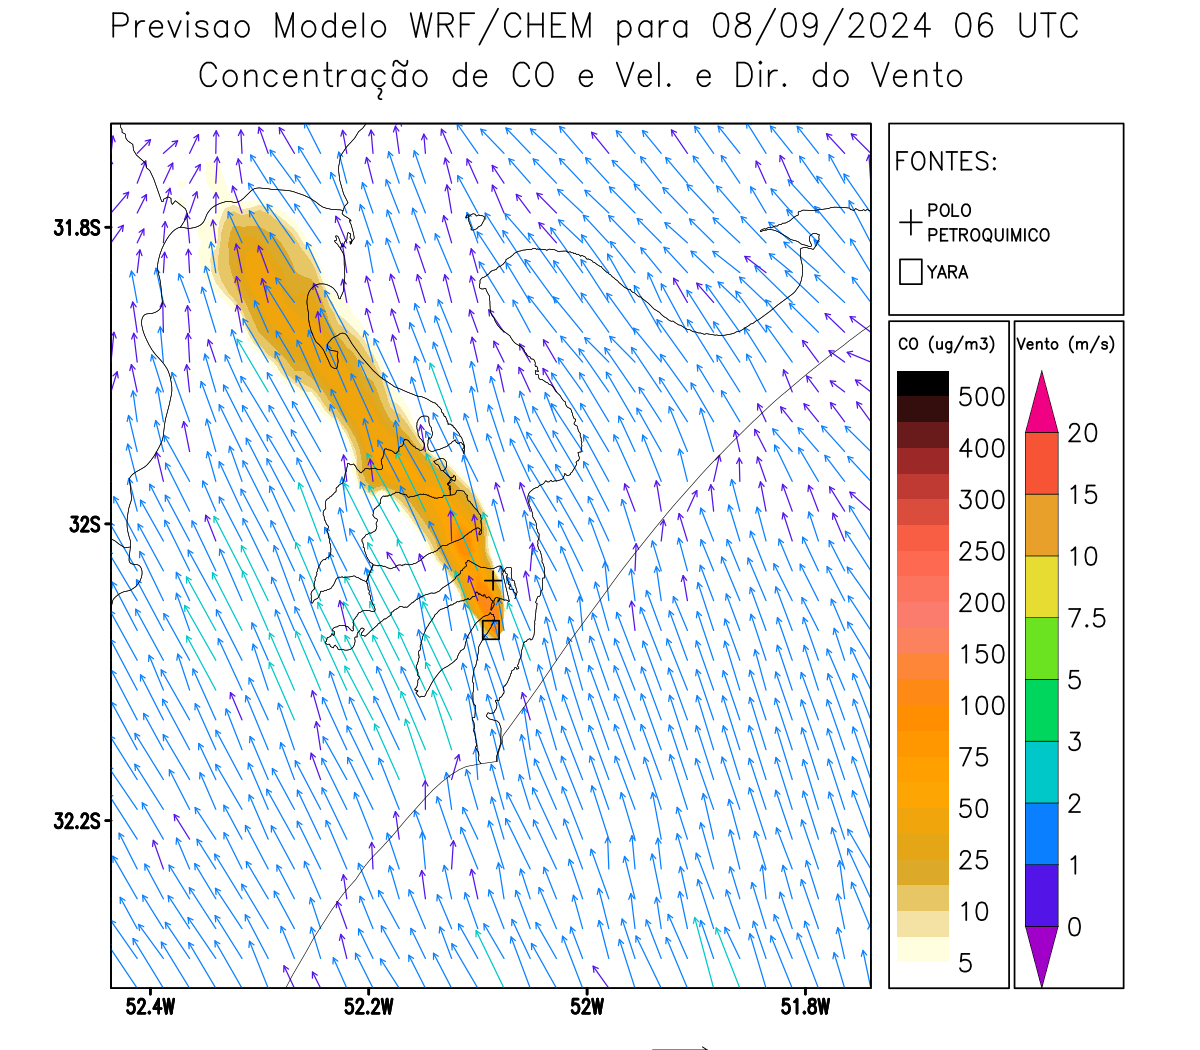 Previsao Modelo WRF/CHEM para 08/09/2024 06 UTC
Concentração de CO e Vel. e Dir. do Vento
FONTES:
POLO
PETROQUIMICO
YARA
CO (ug/m3)
500
400
300
250
200
150
100
75
50
25
10
5
Vento (m/s)
20
15
10
7.5
5
3
2
1
0
31.8S
32S
32.2S
52.4W
52.2W
52W
51.8W